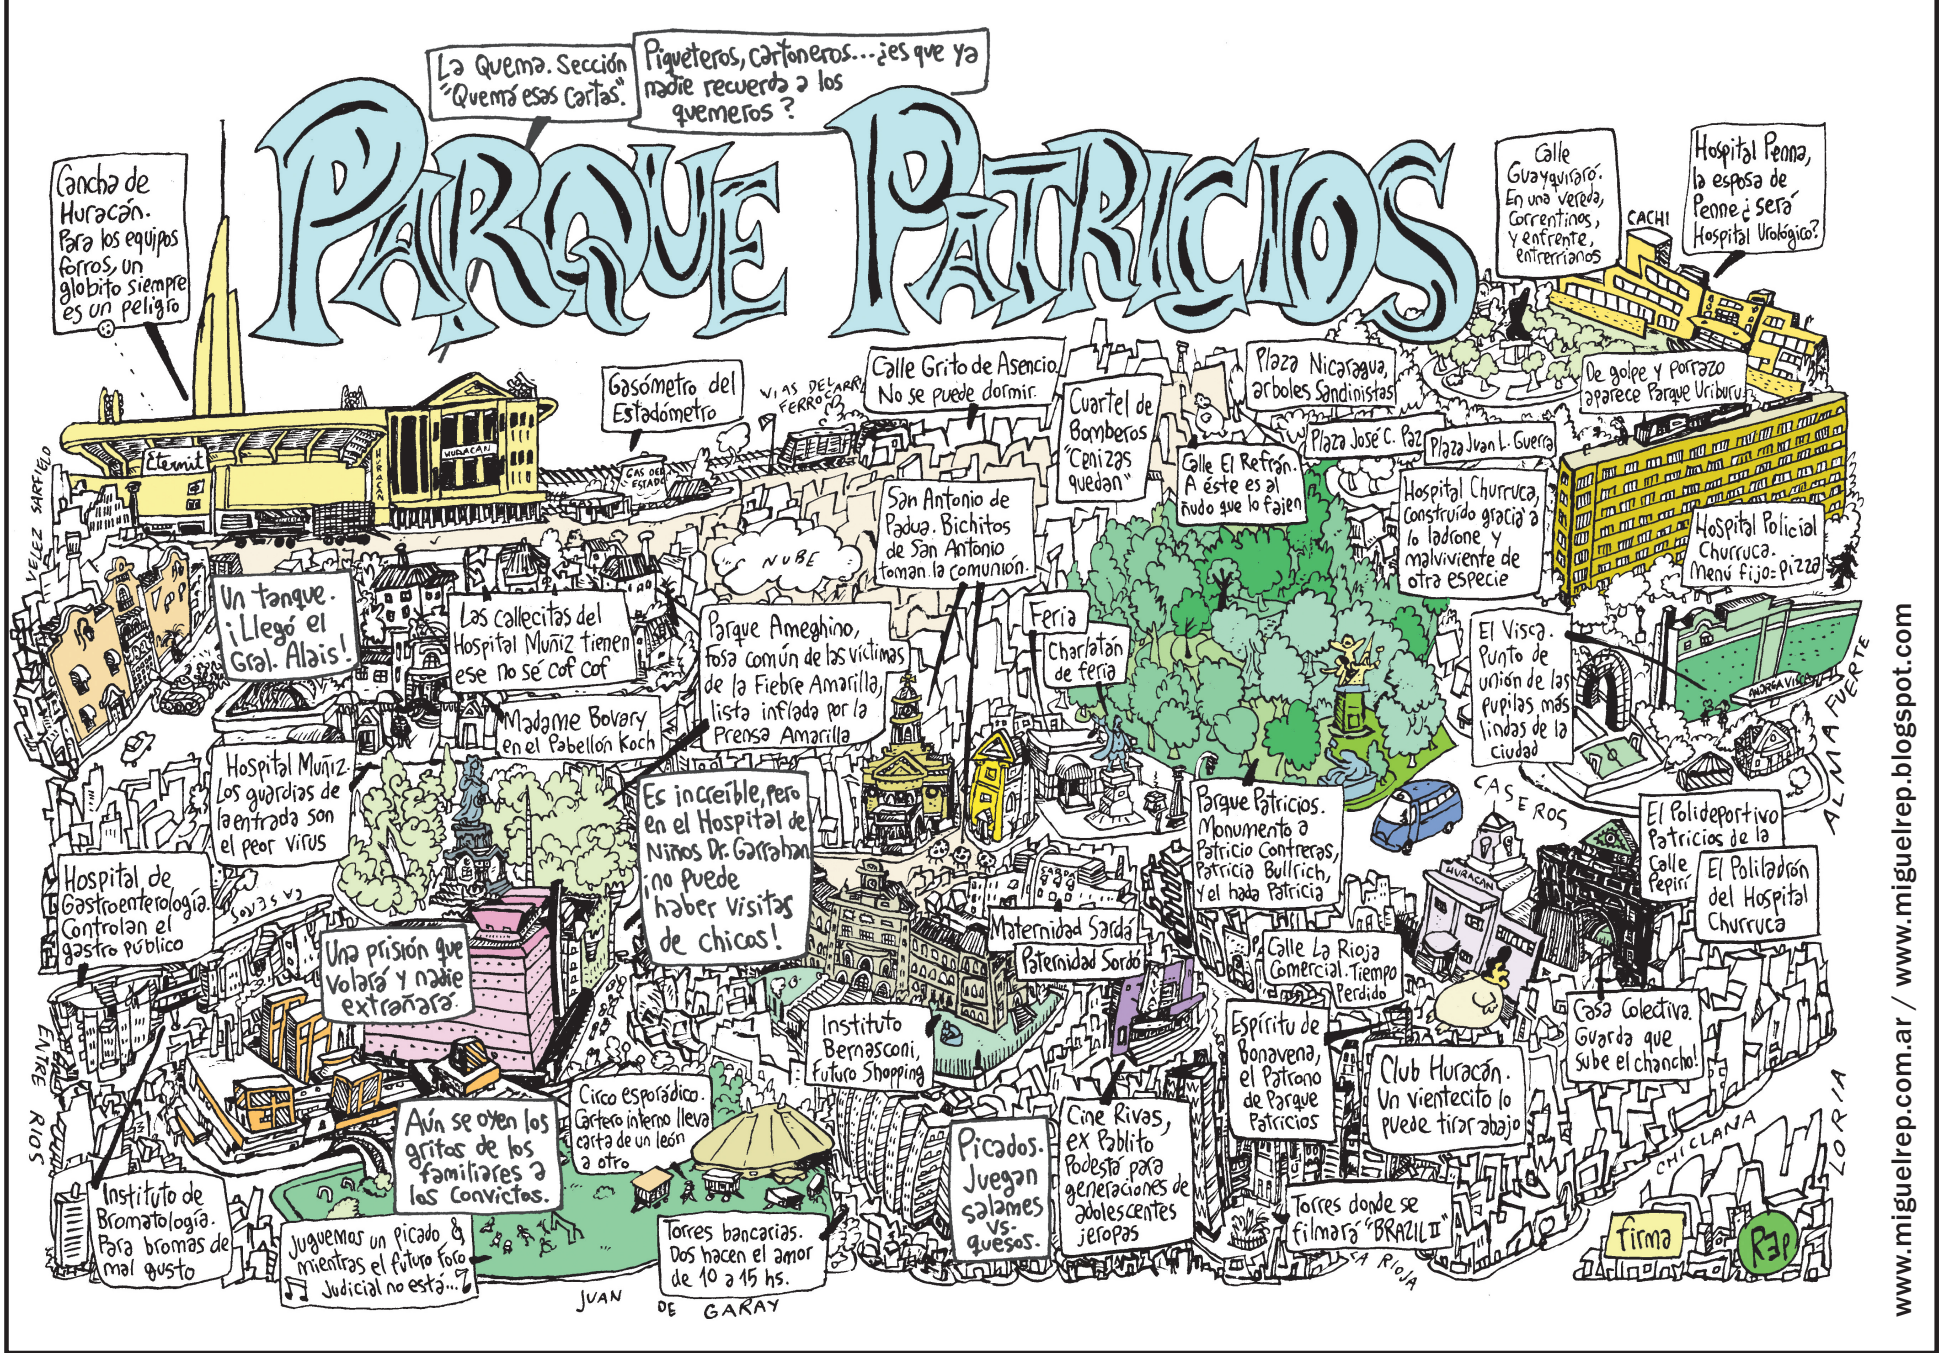 La Quema. Sección
"Quemá esas cartas".
Piqueteros, cartoneros... ¿es que ya
nadie recuerda a los
quemeros?
PARQUE PATRICIOS
Cancha de
Huracán.
Para los equipos
forros, un
globito siempre
es un peligro
Calle
Guayquiraró.
En una vereda,
correntinos,
y enfrente,
entrerrianos
CACHI
Hospital Penna,
la esposa de
Penne ¿será
Hospital Urológico?
Gasómetro del
Estadómetro
VIAS DEL
FERROC
Calle Grito de Asencio.
No se puede dormir.
Cuartel de
Bomberos
"Cenizas
quedan"
Plaza Nicaragua,
arboles Sandinistas
De golpe y porrazo
aparece Parque Uriburu
Plaza José C. Paz
Plaza Juan L. Guerra
Calle El Refrán.
A éste es al
ñudo que lo fajen
Hospital Churruca,
construído gracia' a
lo ladrone y
malviviente de
otra especie
Hospital Policial
Churruca.
Menú fijo= pizza
Eternit
HURACAN
HURACAN
GAS DEL
ESTADO
VELEZ SARFIELD
San Antonio de
Padua. Bichitos
de San Antonio
toman la comunión.
NUBE
Un tanque.
¡Llegó el
Gral. Alais!
Las callecitas del
Hospital Muñiz tienen
ese no sé cof cof
Parque Ameghino,
fosa común de las víctimas
de la Fiebre Amarilla,
lista inflada por la
Prensa Amarilla
Feria
Charlatán
de feria
El Visca.
Punto de
unión de las
pupilas más
lindas de la
ciudad
ALMAFUERTE
Madame Bovary
en el Pabellón Koch
Hospital Muñiz.
Los guardias de
la entrada son
el peor virus
Es increíble, pero
en el Hospital de
Niños Dr. Garrahan
¡no puede
haber visitas
de chicos!
Parque Patricios.
Monumento a
Patricio Contreras,
Patricia Bullrich,
y el hada Patricia
CASEROS
El Polideportivo
Patricios de la
calle
Pepirí
El Poliladrón
del Hospital
Churruca
Hospital de
Gastroenterología.
Controlan el
gastro público
CASEROS
Una prisión que
volará y nadie
extrañará.
SARDA
Maternidad Sardá
Paternidad Sordó
HURACAN
Calle La Rioja
Comercial. Tiempo
Perdido
Casa Colectiva.
Guarda que
sube el chancho!
ENTRE RIOS
Instituto
Bernasconi,
futuro Shopping
Espíritu de
Bonavena,
el Patrono
de Parque
Patricios
Club Huracán.
Un vientecito lo
puede tirar abajo
Circo esporádico.
Cartero interno lleva
carta de un león
a otro
Aún se oyen los
gritos de los
familiares a
los convictos.
Picados.
Juegan
salames
vs.
quesos.
Cine Rivas,
ex Pablito
Podestá para
generaciones de
adolescentes
jeropas
Torres donde se
filmará "BRAZIL II"
Instituto de
Bromatología.
Para bromas de
mal gusto
Juguemos un picado
mientras el futuro Foro
Judicial no está...
Torres bancarias.
Dos hacen el amor
de 10 a 15 hs.
JUAN DE GARAY
LA RIOJA
CHICLANA
LORIA
firma
Rep
www.miguelrep.com.ar / www.miguelrep.blogspot.com